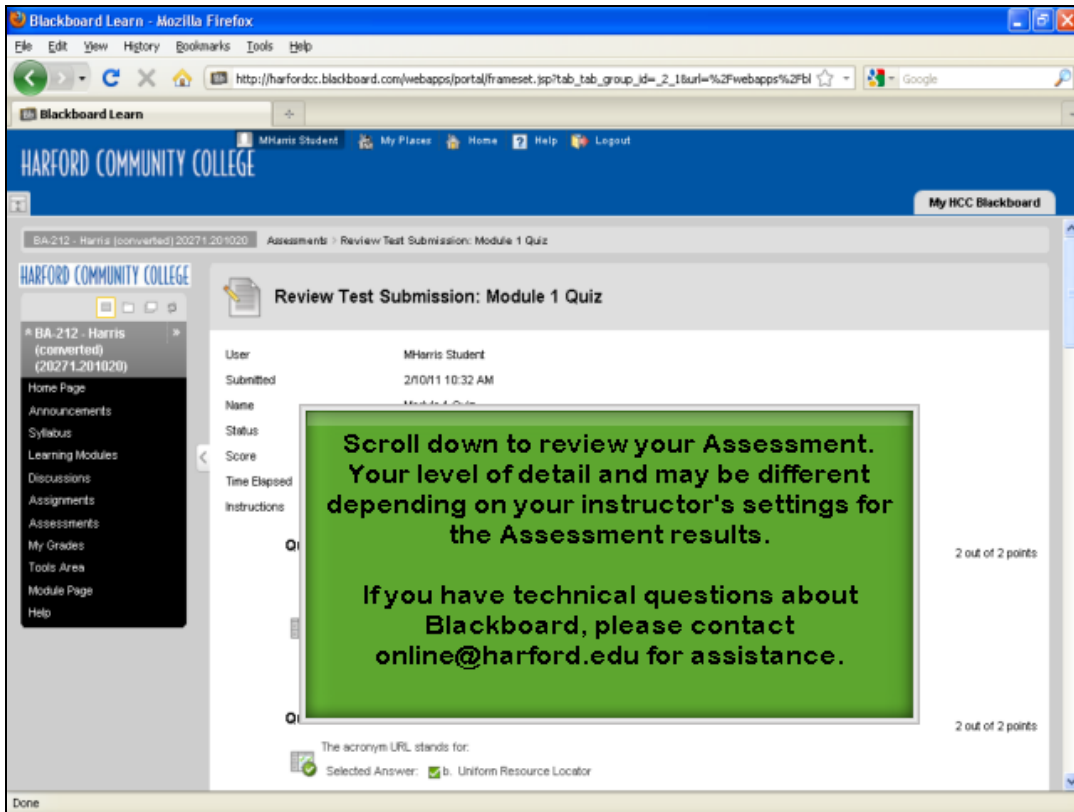 Blackboard Learn - Mozilla Firefox
File Edit View History Bookmarks Tools Help
http://harfordcc.blackboard.com/webapps/portal/frameset.jsp?tab_tab_group_id=_2_1&url=%2Fwebapps%2Fbl
Google
Blackboard Learn
MHarris Student My Places Home Help Logout
HARFORD COMMUNITY COLLEGE
My HCC Blackboard
BA-212 - Harris (converted) 20271.201020 Assessments > Review Test Submission: Module 1 Quiz
HARFORD COMMUNITY COLLEGE
BA-212 - Harris
(converted)
(20271.201020)
Home Page
Announcements
Syllabus
Learning Modules
Discussions
Assignments
Assessments
My Grades
Tools Area
Module Page
Help
Review Test Submission: Module 1 Quiz
User MHarris Student
Submitted 2/10/11 10:32 AM
Name Module 1 Quiz
Status
Score
Time Elapsed
Instructions
Scroll down to review your Assessment.
Your level of detail and may be different
depending on your instructor's settings for
the Assessment results.
If you have technical questions about
Blackboard, please contact
online@harford.edu for assistance.
2 out of 2 points
2 out of 2 points
The acronym URL stands for:
Selected Answer: b. Uniform Resource Locator
Done